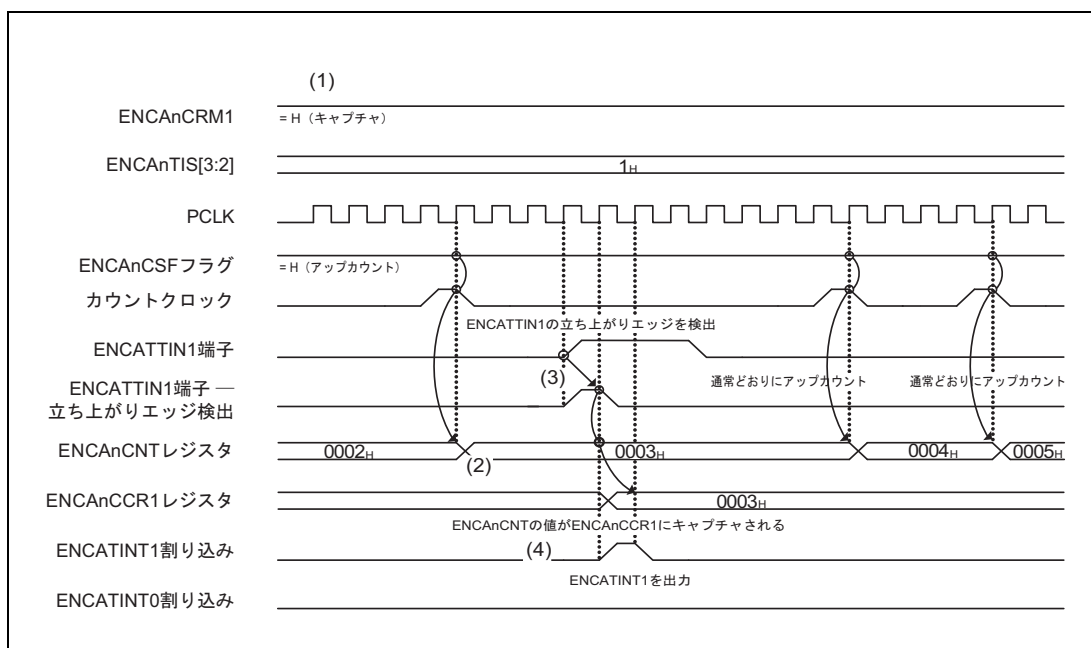 (1)
ENCAnCRM1
= H（キャプチャ）
ENCAnTIS[3:2]
1H
PCLK
ENCAnCSFフラグ
= H（アップカウント）
カウントクロック
ENCATTIN1の立ち上がりエッジを検出
ENCATTIN1端子
(3)
通常どおりにアップカウント
通常どおりにアップカウント
ENCATTIN1端子 ―
立ち上がりエッジ検出
ENCAnCNTレジスタ
0002H
(2)
0003H
0004H
0005H
ENCAnCCR1レジスタ
0003H
ENCAnCNTの値がENCAnCCR1にキャプチャされる
ENCATINT1割り込み
(4)
ENCATINT1を出力
ENCATINT0割り込み